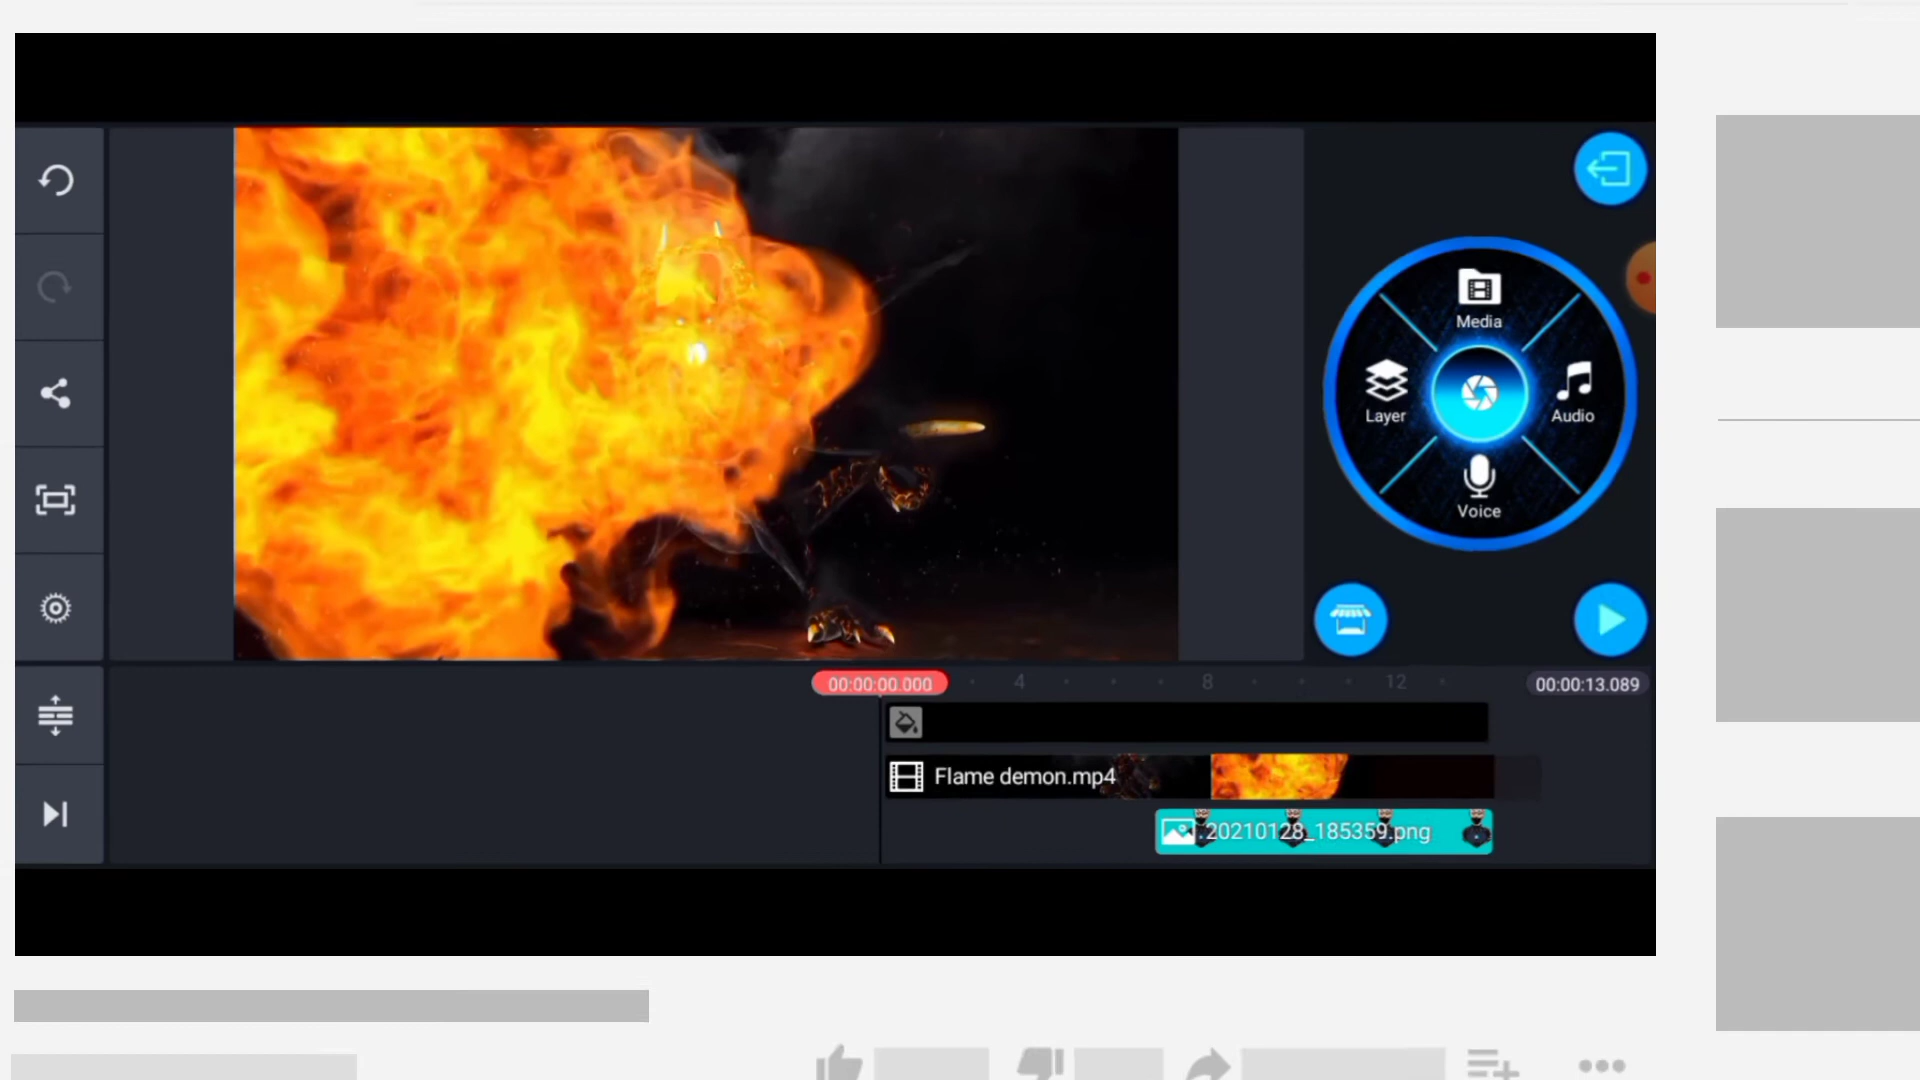 Media
Layer
Audio
Voice
00:00:00.000
4
8
12
00:00:13.089
Flame demon.mp4
20210128_185359.png